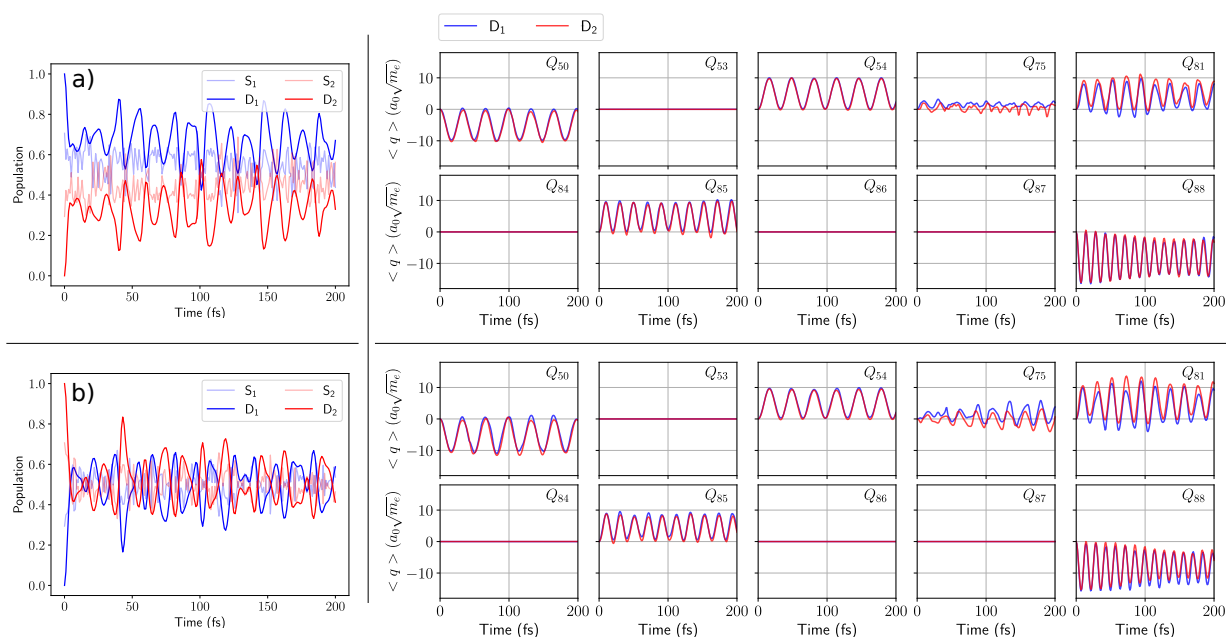 D₁ D₂
a)
S₁ S₂
D₁ D₂
Population
1.0
0.8
0.6
0.4
0.2
0.0
0 50 100 150 200
Time (fs)
< q > (a₀√mₑ)
10
0
−10
Q₅₀ Q₅₃ Q₅₄ Q₇₅ Q₈₁
< q > (a₀√mₑ)
10
0
−10
Q₈₄ Q₈₅ Q₈₆ Q₈₇ Q₈₈
0 100 200 0 100 200 0 100 200 0 100 200 0 100 200
Time (fs) Time (fs) Time (fs) Time (fs) Time (fs)
b)
S₁ S₂
D₁ D₂
Population
1.0
0.8
0.6
0.4
0.2
0.0
0 50 100 150 200
Time (fs)
< q > (a₀√mₑ)
10
0
−10
Q₅₀ Q₅₃ Q₅₄ Q₇₅ Q₈₁
< q > (a₀√mₑ)
10
0
−10
Q₈₄ Q₈₅ Q₈₆ Q₈₇ Q₈₈
0 100 200 0 100 200 0 100 200 0 100 200 0 100 200
Time (fs) Time (fs) Time (fs) Time (fs) Time (fs)